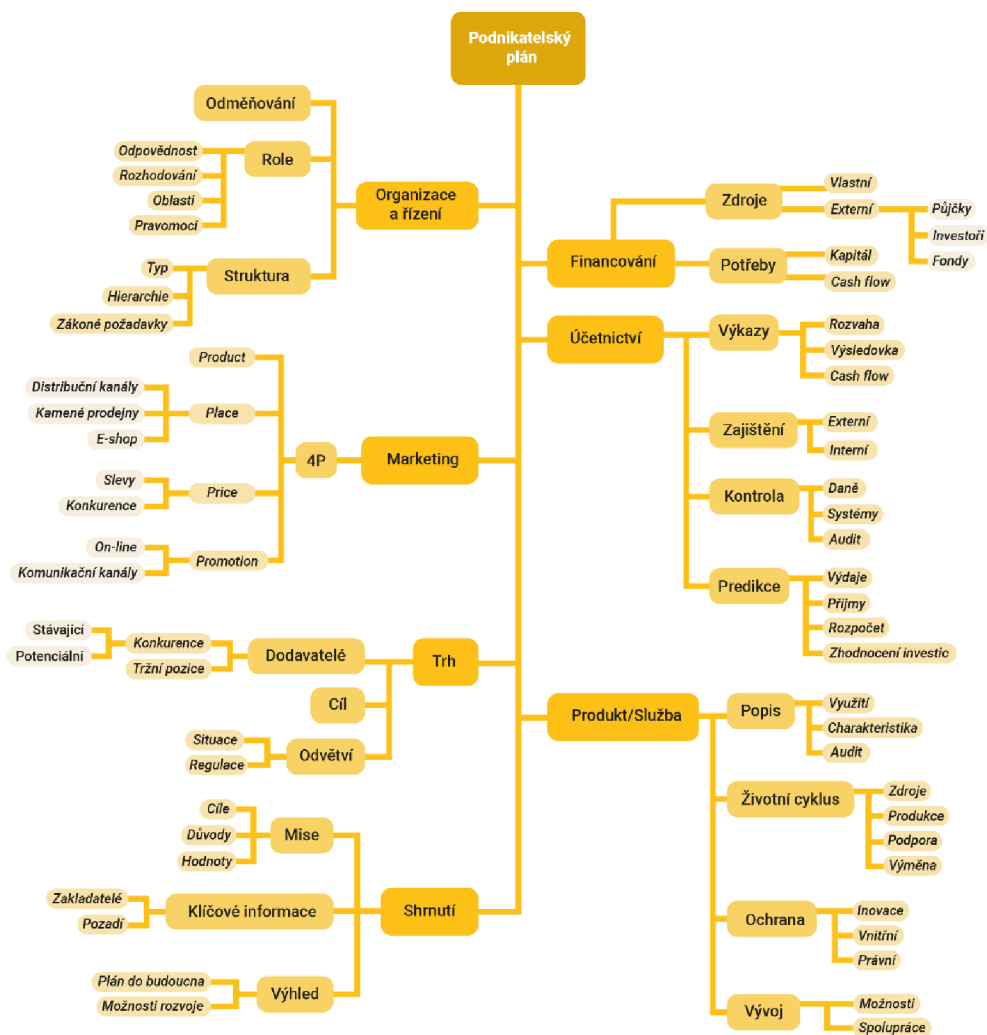 Podnikatelský
plán
Odměňování
Role
Odpovědnost
Rozhodování
Oblasti
Pravomoci
Organizace
a řízení
Struktura
Typ
Hierarchie
Zákoné požadavky
Product
Distribuční kanály
Kamené prodejny
E-shop
Place
4P
Marketing
Slevy
Konkurence
Price
On-line
Komunikační kanály
Promotion
Stávající
Potenciální
Konkurence
Tržní pozice
Dodavatelé
Trh
Cíl
Situace
Regulace
Odvětví
Cíle
Důvody
Hodnoty
Mise
Zakladatelé
Pozadí
Klíčové informace
Shrnutí
Plán do budoucna
Možnosti rozvoje
Výhled
Financování
Zdroje
Vlastní
Externí
Půjčky
Investoři
Fondy
Potřeby
Kapitál
Cash flow
Účetnictví
Výkazy
Rozvaha
Výsledovka
Cash flow
Zajištění
Externí
Interní
Kontrola
Daně
Systémy
Audit
Predikce
Výdaje
Příjmy
Rozpočet
Zhodnocení investic
Produkt/Služba
Popis
Využití
Charakteristika
Audit
Životní cyklus
Zdroje
Produkce
Podpora
Výměna
Ochrana
Inovace
Vnitřní
Právní
Vývoj
Možnosti
Spolupráce